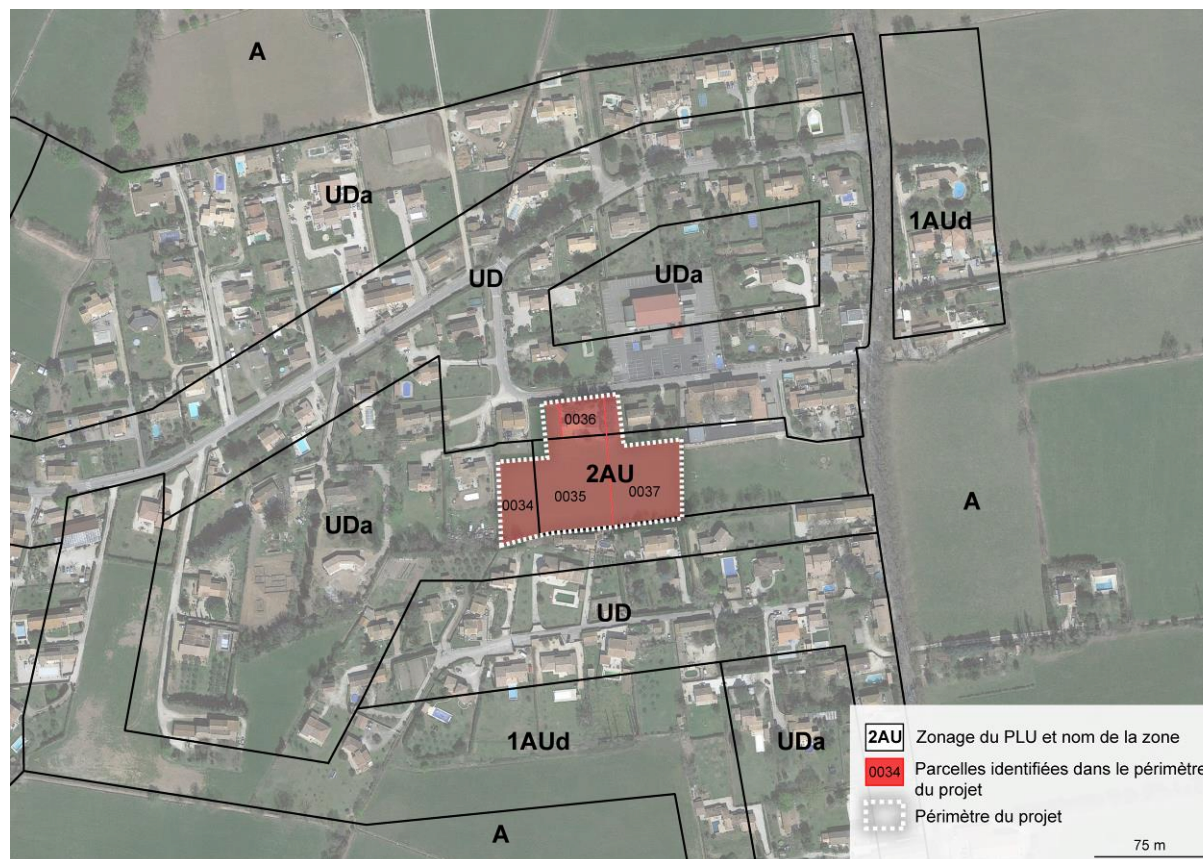 A
UDa
1AUd
UD
UDa
0036
2AU
0034
0035
0037
A
UDa
UD
1AUd
UDa
A
2AU Zonage du PLU et nom de la zone
0034 Parcelles identifiées dans le périmètre
du projet
Périmètre du projet
75 m